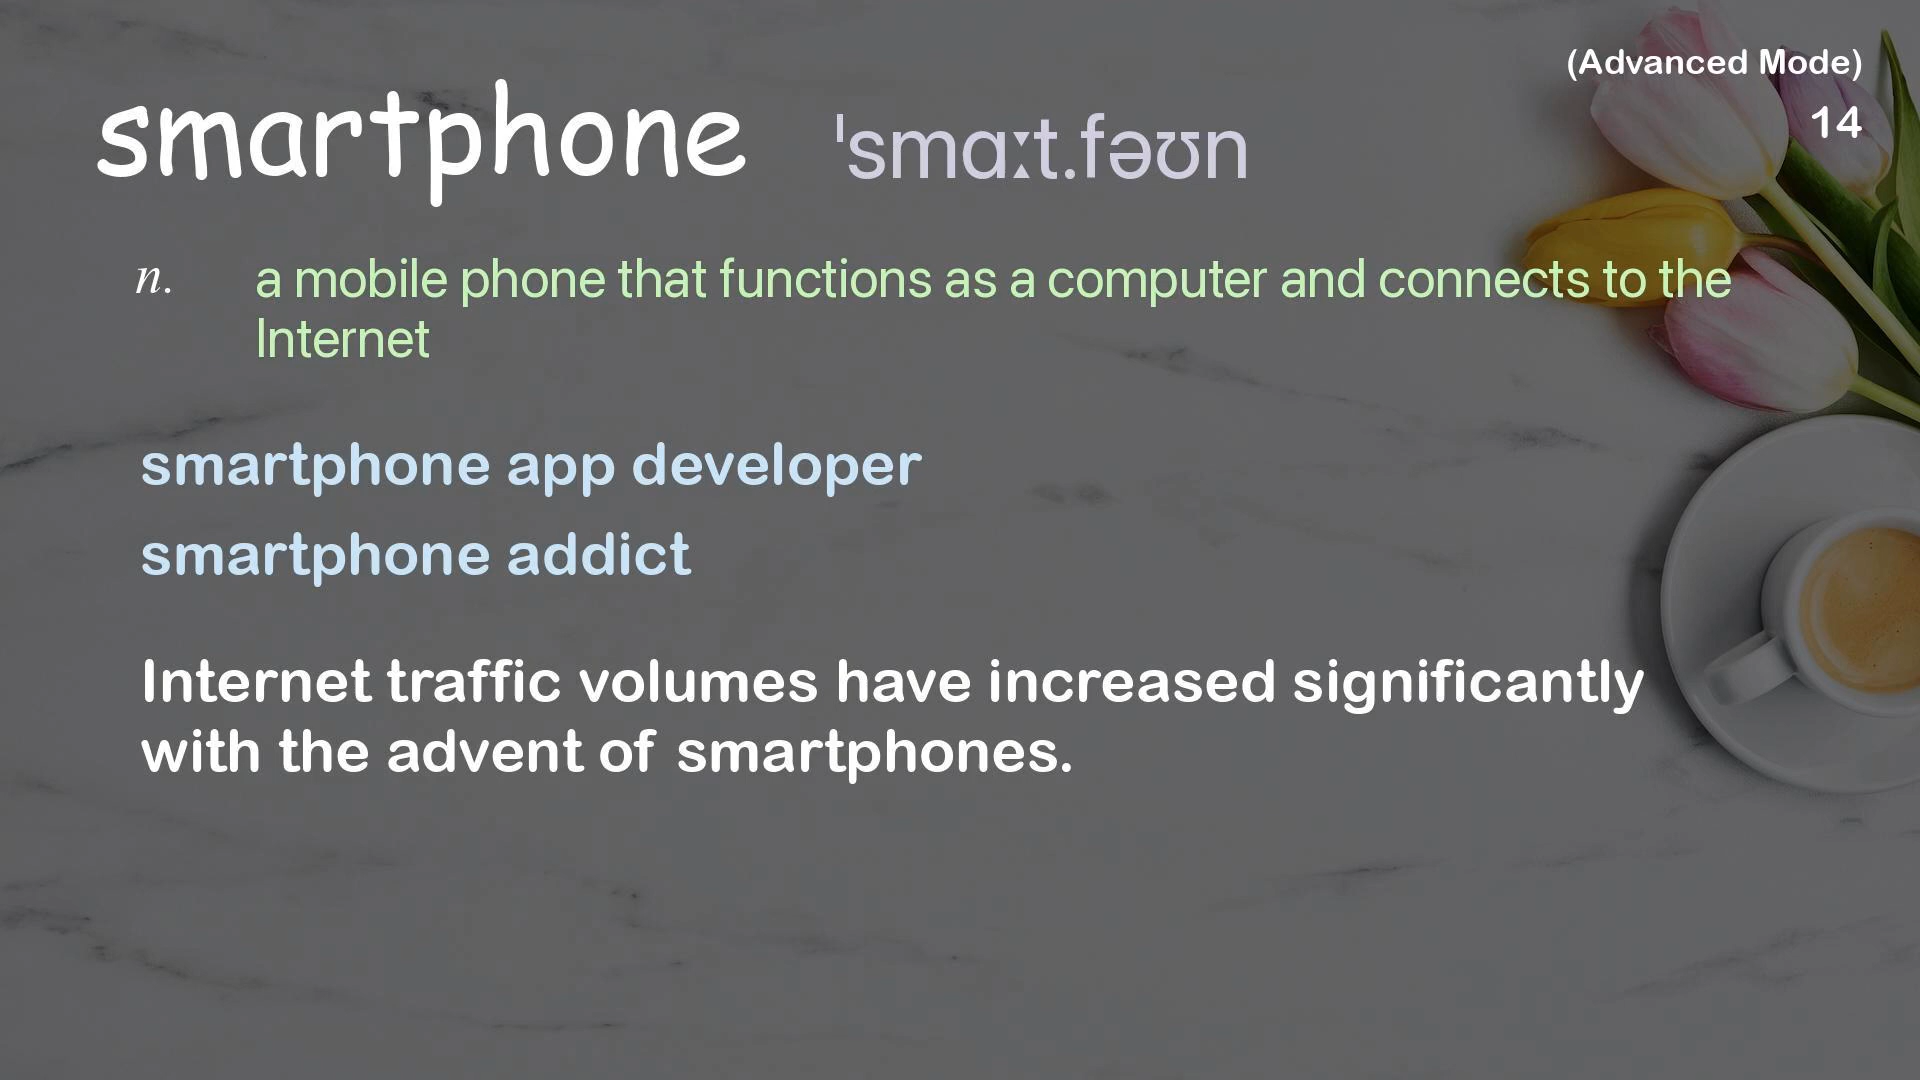 (Advanced Mode)
14
smartphone ˈsmɑːt.fəʊn
n. a mobile phone that functions as a computer and connects to the
Internet
smartphone app developer
smartphone addict
Internet traffic volumes have increased significantly
with the advent of smartphones.